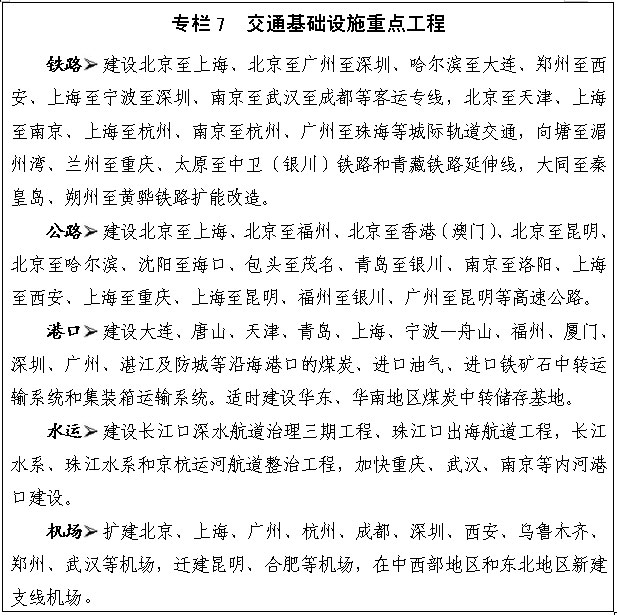 专栏7 交通基础设施重点工程
铁路➢建设北京至上海、北京至广州至深圳、哈尔滨至大连、郑州至西
安、上海至宁波至深圳、南京至武汉至成都等客运专线，北京至天津、上海
至南京、上海至杭州、南京至杭州、广州至珠海等城际轨道交通，向塘至湄
州湾、兰州至重庆、太原至中卫（银川）铁路和青藏铁路延伸线，大同至秦
皇岛、朔州至黄骅铁路扩能改造。
公路➢建设北京至上海、北京至福州、北京至香港（澳门）、北京至昆明、
北京至哈尔滨、沈阳至海口、包头至茂名、青岛至银川、南京至洛阳、上海
至西安、上海至重庆、上海至昆明、福州至银川、广州至昆明等高速公路。
港口➢建设大连、唐山、天津、青岛、上海、宁波—舟山、福州、厦门、
深圳、广州、湛江及防城等沿海港口的煤炭、进口油气、进口铁矿石中转运
输系统和集装箱运输系统。适时建设华东、华南地区煤炭中转储存基地。
水运➢建设长江口深水航道治理三期工程、珠江口出海航道工程，长江
水系、珠江水系和京杭运河航道整治工程，加快重庆、武汉、南京等内河港
口建设。
机场➢扩建北京、上海、广州、杭州、成都、深圳、西安、乌鲁木齐、
郑州、武汉等机场，迁建昆明、合肥等机场，在中西部地区和东北地区新建
支线机场。